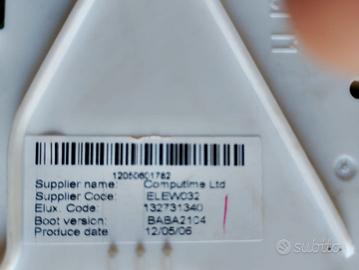 12050601782
Supplier name: Computime Ltd
Supplier Code: ELEW032
Elux. Code: 132731340
Boot version: BABA2104
Produce date 12/05/06
subito